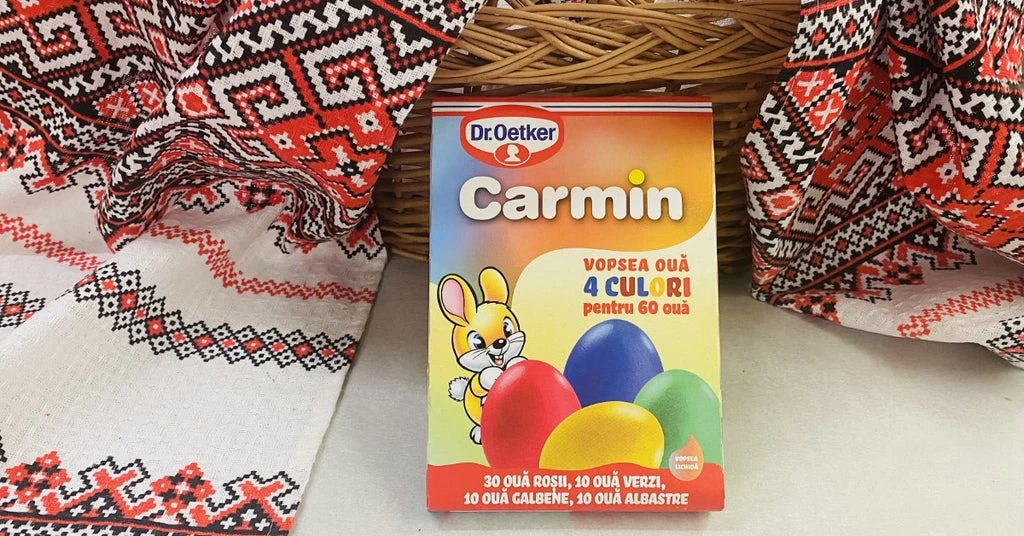 Dr.Oetker
Carmin
VOPSEA OUĂ
4 CULORI
pentru 60 ouă
VOPSEA
LICHIDĂ
30 OUĂ ROȘII, 10 OUĂ VERZI,
10 OUĂ GALBENE, 10 OUĂ ALBASTRE